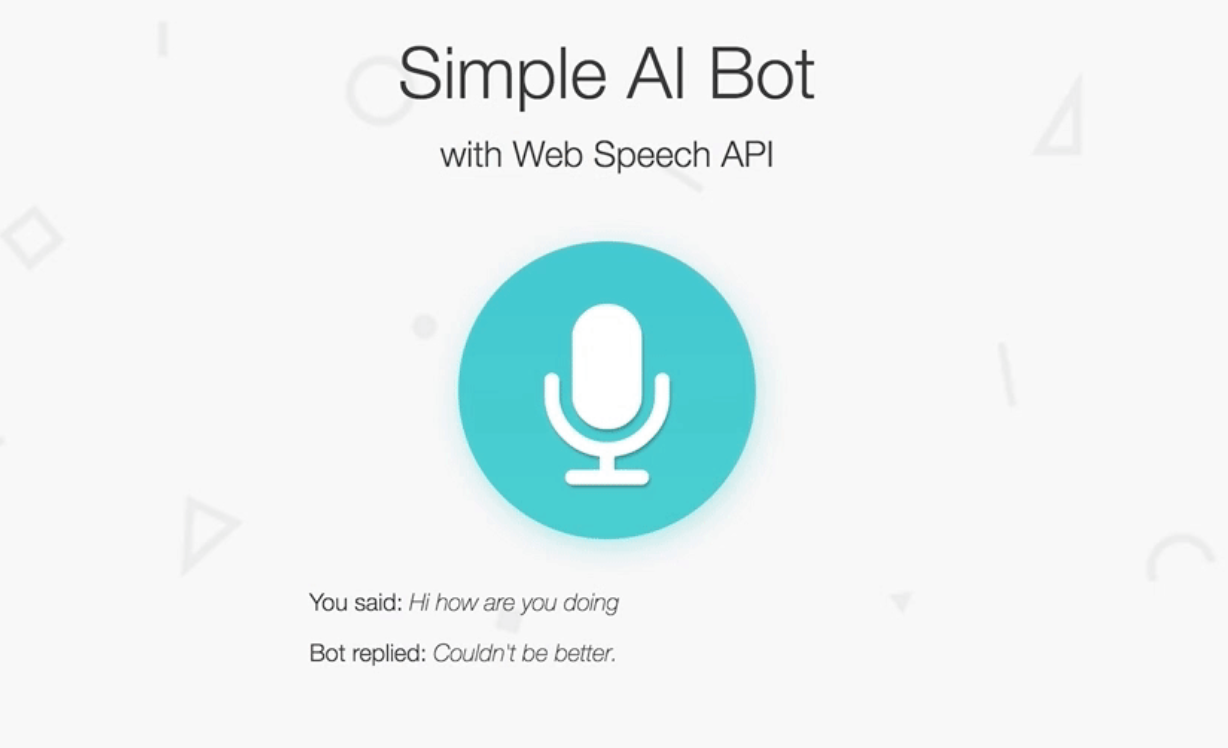 Simple AI Bot
with Web Speech API
You said: Hi how are you doing
Bot replied: Couldn't be better.